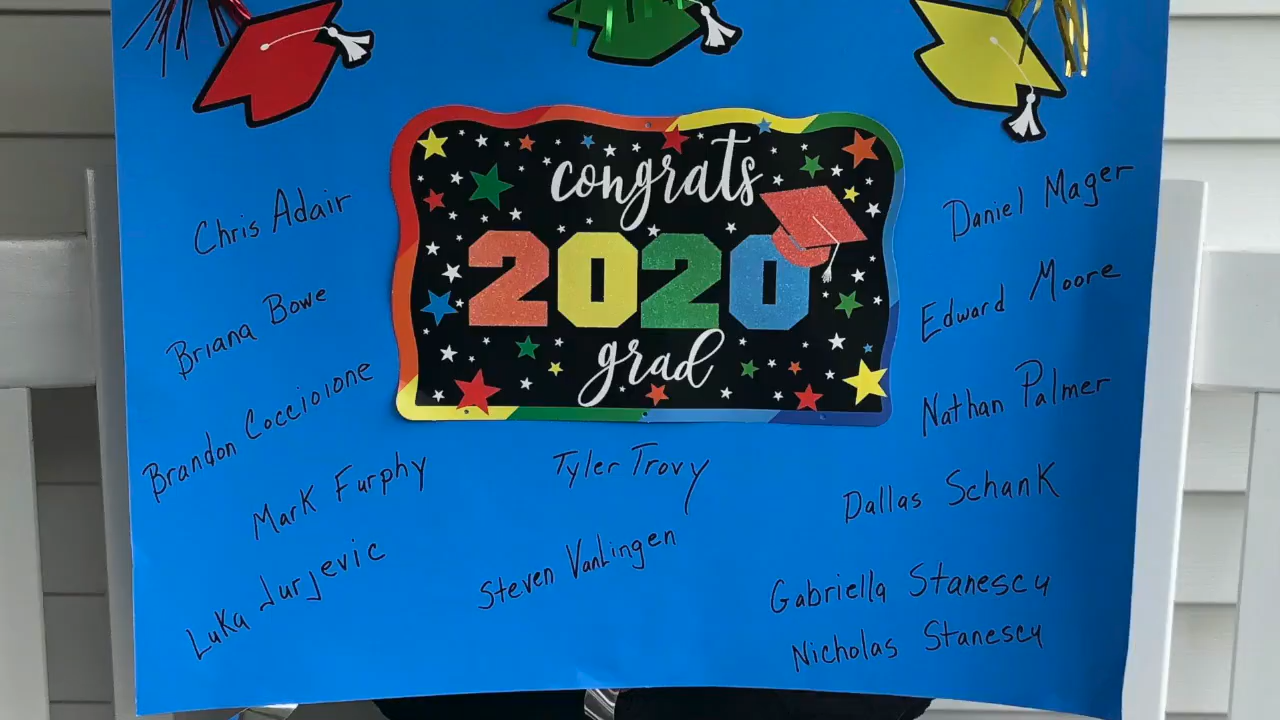 congrats
2020
grad
Chris Adair
Briana Bowe
Brandon Coccioione
Mark Furphy
Luka Jurjevic
Tyler Trovy
Steven VanLingen
Daniel Mager
Edward Moore
Nathan Palmer
Dallas Schank
Gabriella Stanescu
Nicholas Stanescu